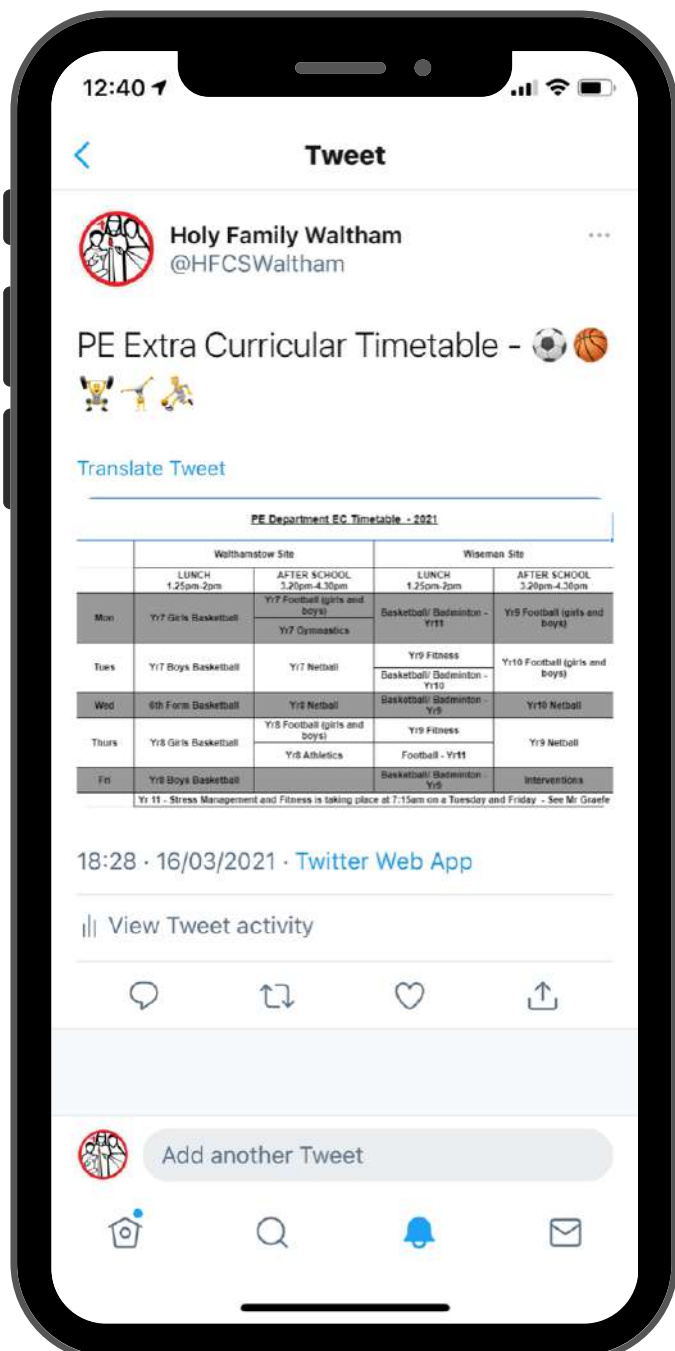 12:40
Tweet
Holy Family Waltham
@HFCSWaltham
PE Extra Curricular Timetable - ⚽🏀
🏋️🤸⛹️
Translate Tweet
PE Department EC Timetable - 2021
Walthamstow Site Wiseman Site
LUNCH AFTER SCHOOL LUNCH AFTER SCHOOL
1.25pm-2pm 3.20pm-4.30pm 1.25pm-2pm 3.20pm-4.30pm
Mon
Yr7 Girls Basketball
Yr7 Football (girls and
boys)
Yr7 Gymnastics
Basketball/ Badminton -
Yr11
Yr9 Football (girls and
boys)
Tues
Yr7 Boys Basketball
Yr7 Netball
Yr9 Fitness
Basketball/ Badminton -
Yr10
Yr10 Football (girls and
boys)
Wed
6th Form Basketball
Yr8 Netball
Basketball/ Badminton -
Yr9
Yr10 Netball
Thurs
Yr8 Girls Basketball
Yr8 Football (girls and
boys)
Yr8 Athletics
Yr9 Fitness
Football - Yr11
Yr9 Netball
Fri
Yr8 Boys Basketball
Basketball/ Badminton -
Yr9
Interventions
Yr 11 - Stress Management and Fitness is taking place at 7:15am on a Tuesday and Friday - See Mr Graefe
18:28 · 16/03/2021 · Twitter Web App
View Tweet activity
Add another Tweet